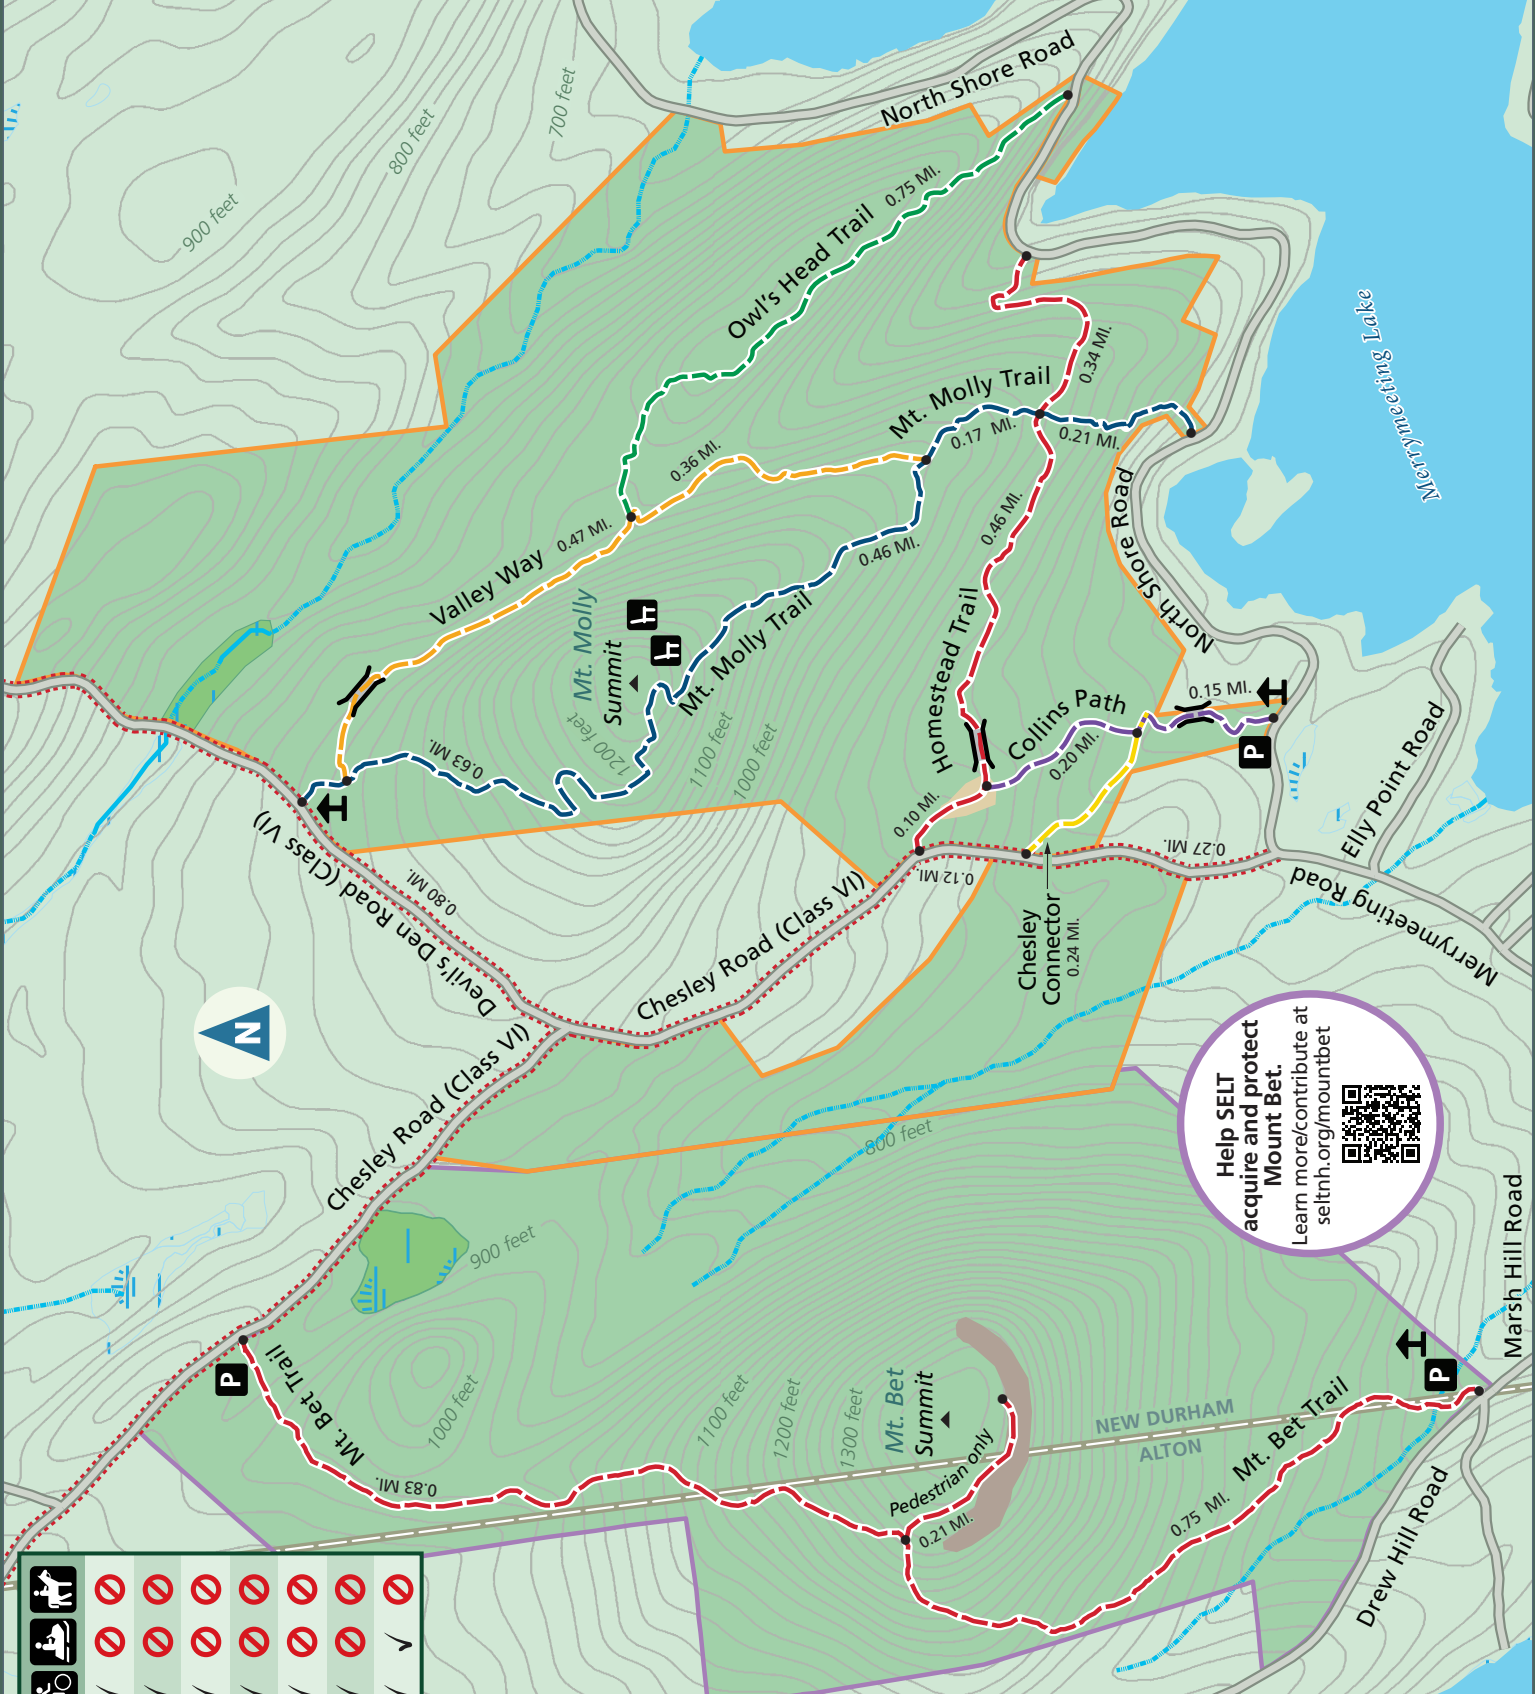 700 feet
800 feet
900 feet
North Shore Road
Owl's Head Trail
0.75 MI.
Merrymeeting Lake
0.34 MI.
Mt. Molly Trail
0.17 MI.
0.21 MI.
0.36 MI.
Valley Way
0.47 MI.
0.46 MI.
0.46 MI.
North Shore Road
Mt. Molly
Summit
Mt. Molly Trail
Homestead Trail
Collins Path
0.20 MI.
0.15 MI.
P
1200 feet
1100 feet
1000 feet
0.63 MI.
0.10 MI.
0.12 MI.
0.27 MI.
Elly Point Road
Merrymeeting Road
Devil's Den Road (Class VI)
0.80 MI.
Chesley Road (Class VI)
Chesley
Connector
0.24 MI.
N
Chesley Road (Class VI)
800 feet
900 feet
Help SELT
acquire and protect
Mount Bet.
Learn more/contribute at
seltnh.org/mountbet
Marsh Hill Road
P
Mt. Bet Trail
1000 feet
0.83 MI.
1100 feet
1200 feet
1300 feet
Mt. Bet
Summit
Pedestrian only
0.21 MI.
NEW DURHAM
ALTON
Mt. Bet Trail
0.75 MI.
P
Drew Hill Road